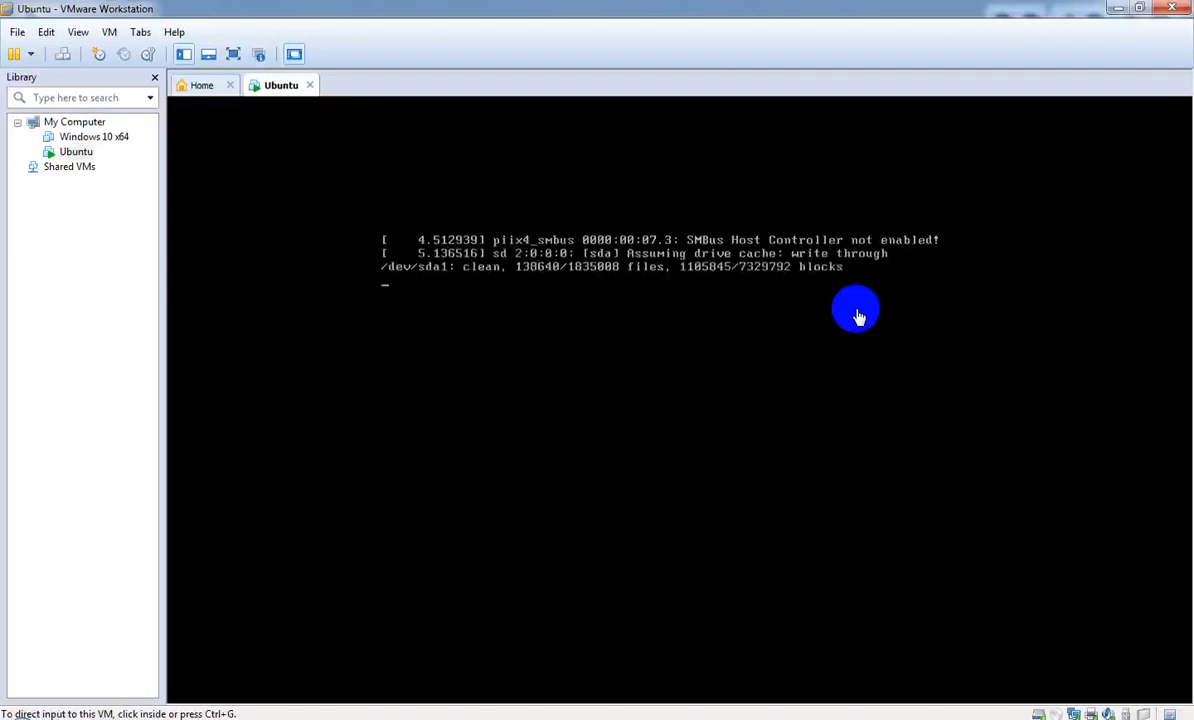 Ubuntu - VMware Workstation
File Edit View VM Tabs Help
Library
Type here to search
My Computer
Windows 10 x64
Ubuntu
Shared VMs
Home
Ubuntu
[    4.512939] piix4_smbus 0000:00:07.3: SMBus Host Controller not enabled!
[    5.136516] sd 2:0:0:0: [sda] Assuming drive cache: write through
/dev/sda1: clean, 138640/1835008 files, 1105845/7329792 blocks
To direct input to this VM, click inside or press Ctrl+G.